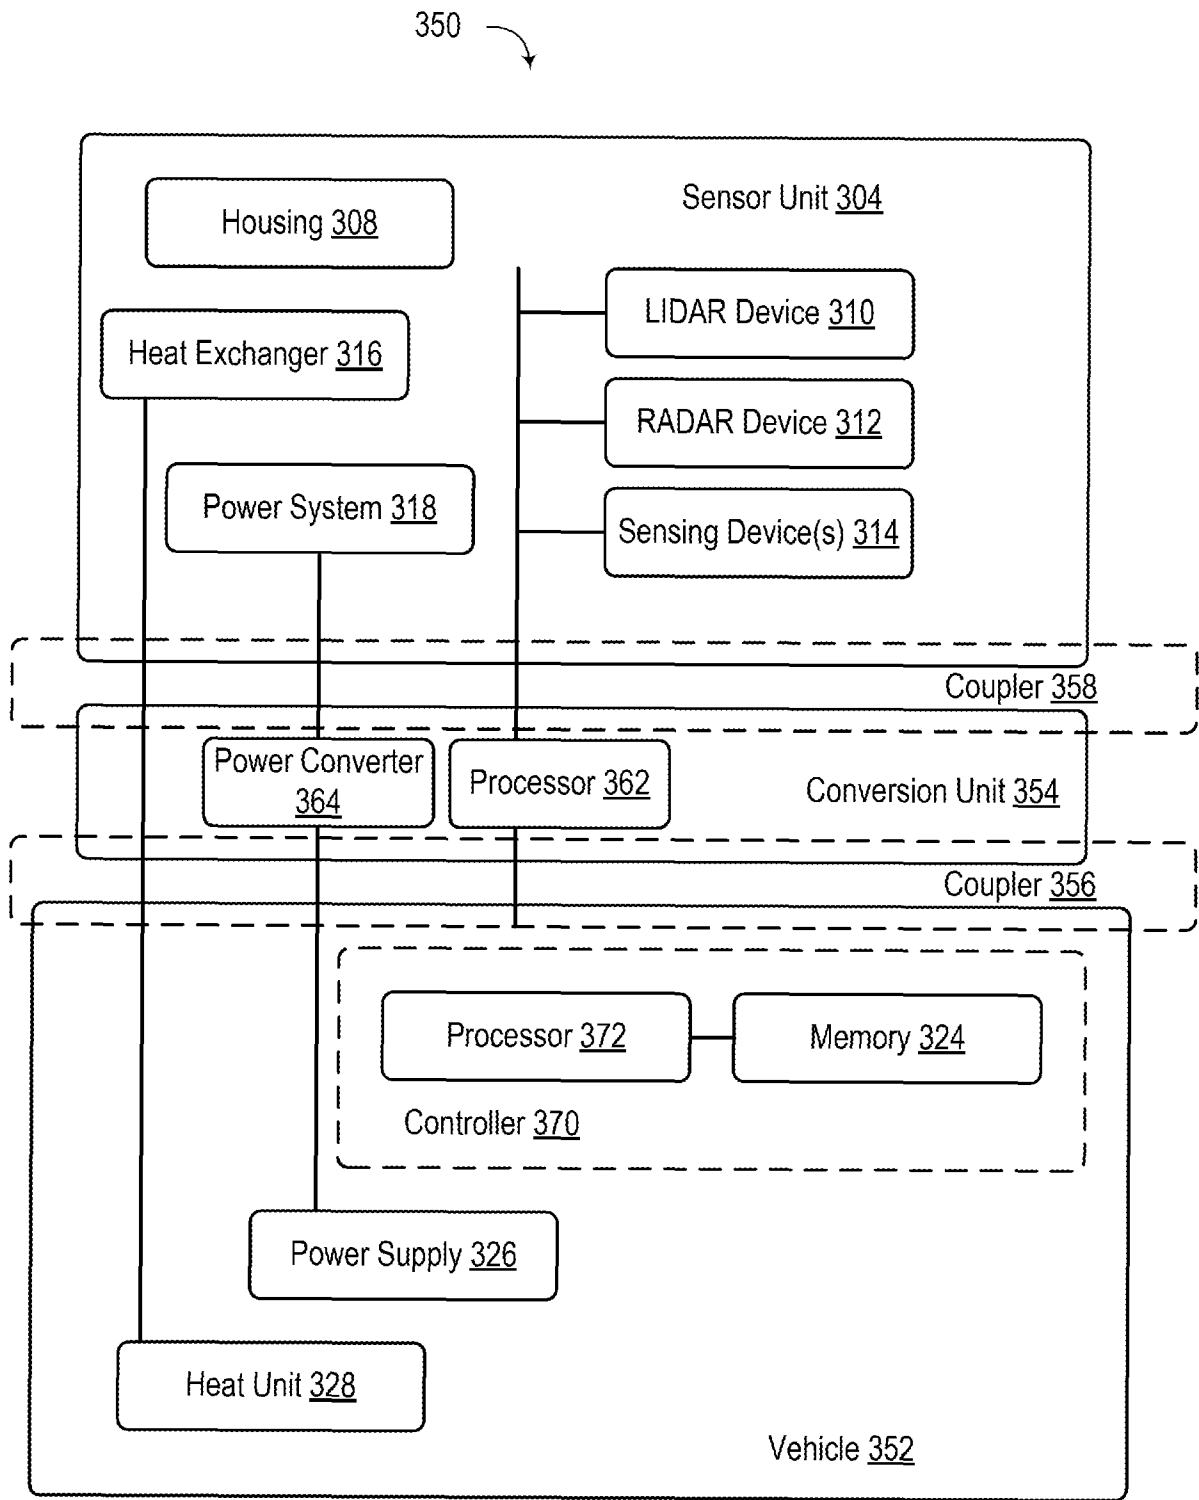 350
Housing 308
Sensor Unit 304
LIDAR Device 310
Heat Exchanger 316
RADAR Device 312
Power System 318
Sensing Device(s) 314
Coupler 358
Power Converter
364
Processor 362
Conversion Unit 354
Coupler 356
Processor 372
Memory 324
Controller 370
Power Supply 326
Heat Unit 328
Vehicle 352